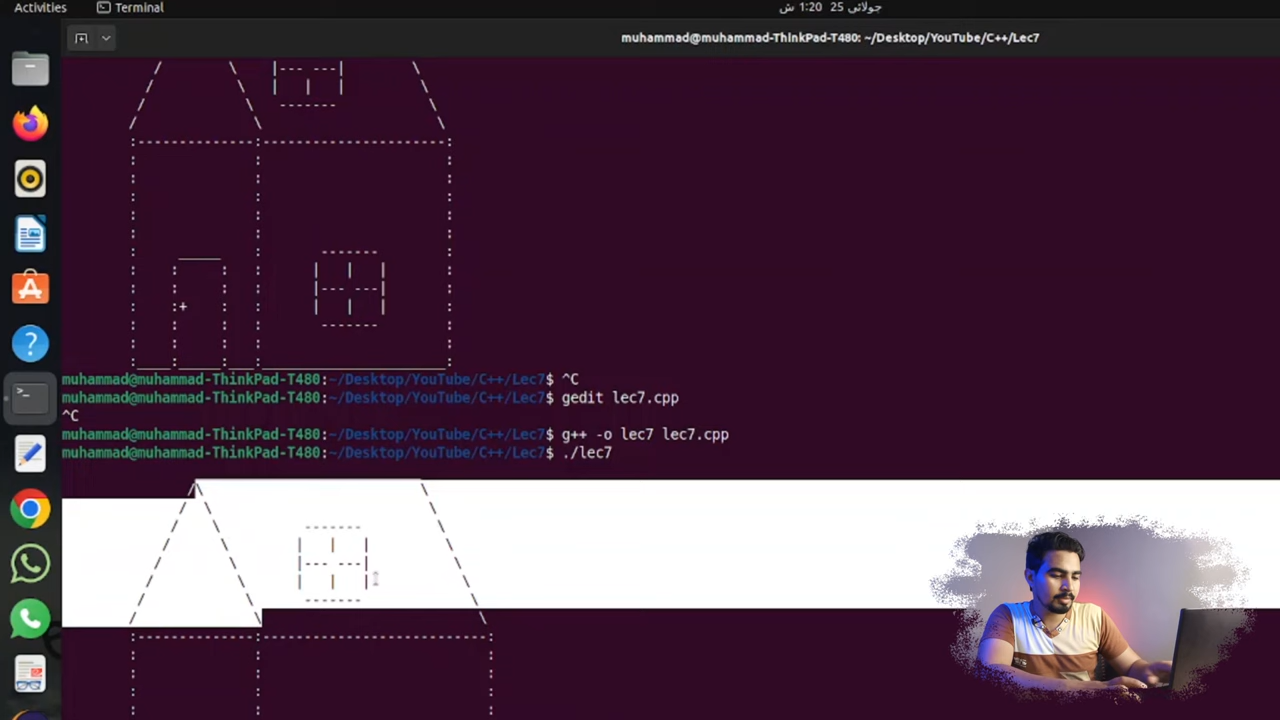 Activities
Terminal
جولائی 25 1:20 ش
muhammad@muhammad-ThinkPad-T480: ~/Desktop/YouTube/C++/Lec7
muhammad@muhammad-ThinkPad-T480:~/Desktop/YouTube/C++/Lec7$ ^C
muhammad@muhammad-ThinkPad-T480:~/Desktop/YouTube/C++/Lec7$ gedit lec7.cpp
^C
muhammad@muhammad-ThinkPad-T480:~/Desktop/YouTube/C++/Lec7$ g++ -o lec7 lec7.cpp
muhammad@muhammad-ThinkPad-T480:~/Desktop/YouTube/C++/Lec7$ ./lec7